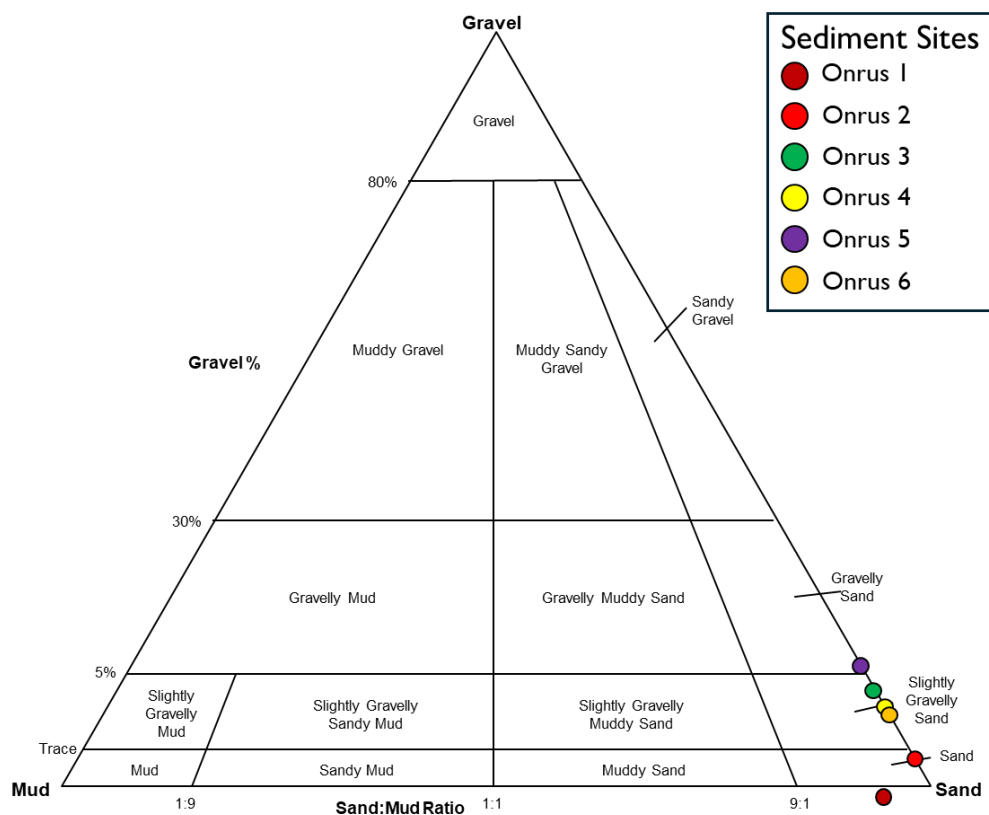 Gravel
Sediment Sites
Onrus 1
Onrus 2
Onrus 3
Onrus 4
Onrus 5
Onrus 6
Gravel
80%
Sandy
Gravel
Muddy Gravel
Muddy Sandy
Gravel
Gravel %
30%
Gravelly
Sand
Gravelly Mud
Gravelly Muddy Sand
5%
Slightly
Gravelly
Mud
Slightly Gravelly
Sandy Mud
Slightly Gravelly
Muddy Sand
Slightly
Gravelly
Sand
Trace
Mud
Sandy Mud
Muddy Sand
Sand
Mud
Sand
1:9
1:1
9:1
Sand:Mud Ratio